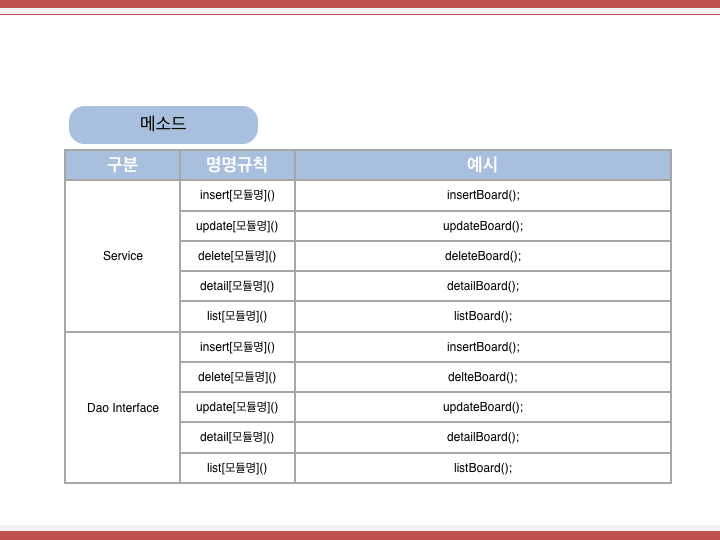 메소드
구분 명명규칙 예시
Service
insert[모듈명]() insertBoard();
update[모듈명]() updateBoard();
delete[모듈명]() deleteBoard();
detail[모듈명]() detailBoard();
list[모듈명]() listBoard();
Dao Interface
insert[모듈명]() insertBoard();
delete[모듈명]() delteBoard();
update[모듈명]() updateBoard();
detail[모듈명]() detailBoard();
list[모듈명]() listBoard();